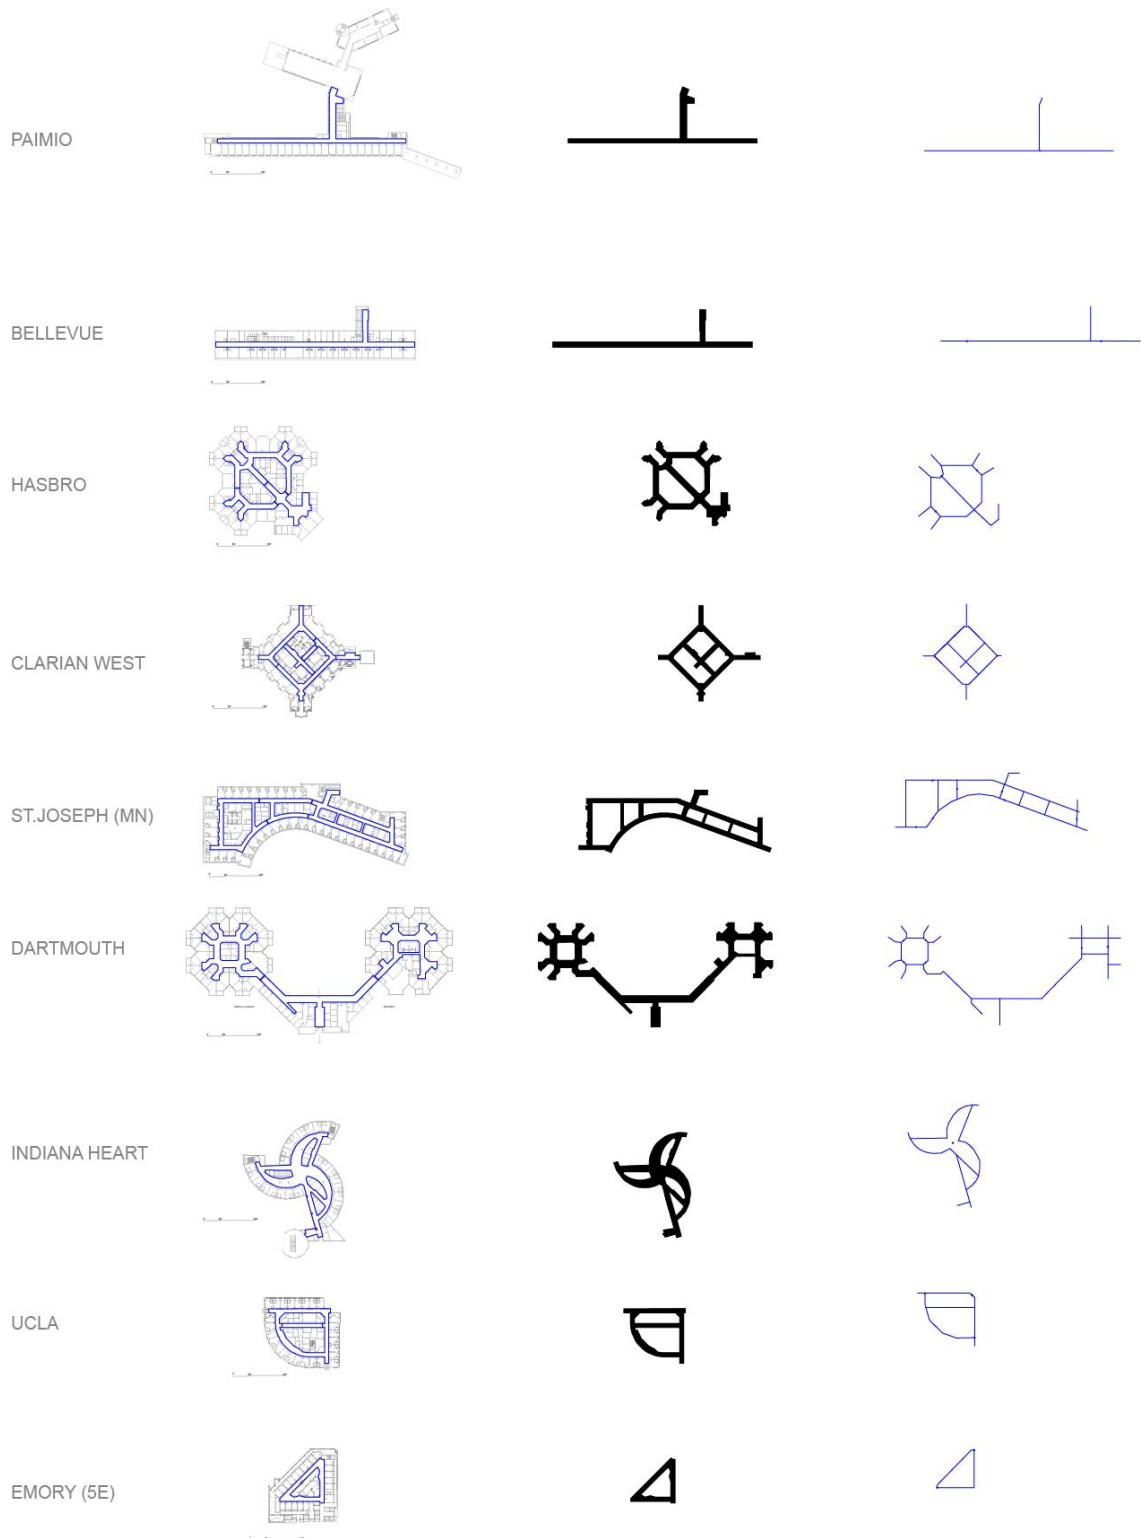 PAIMIO
BELLEVUE
HASBRO
CLARIAN WEST
ST.JOSEPH (MN)
DARTMOUTH
INDIANA HEART
UCLA
EMORY (5E)